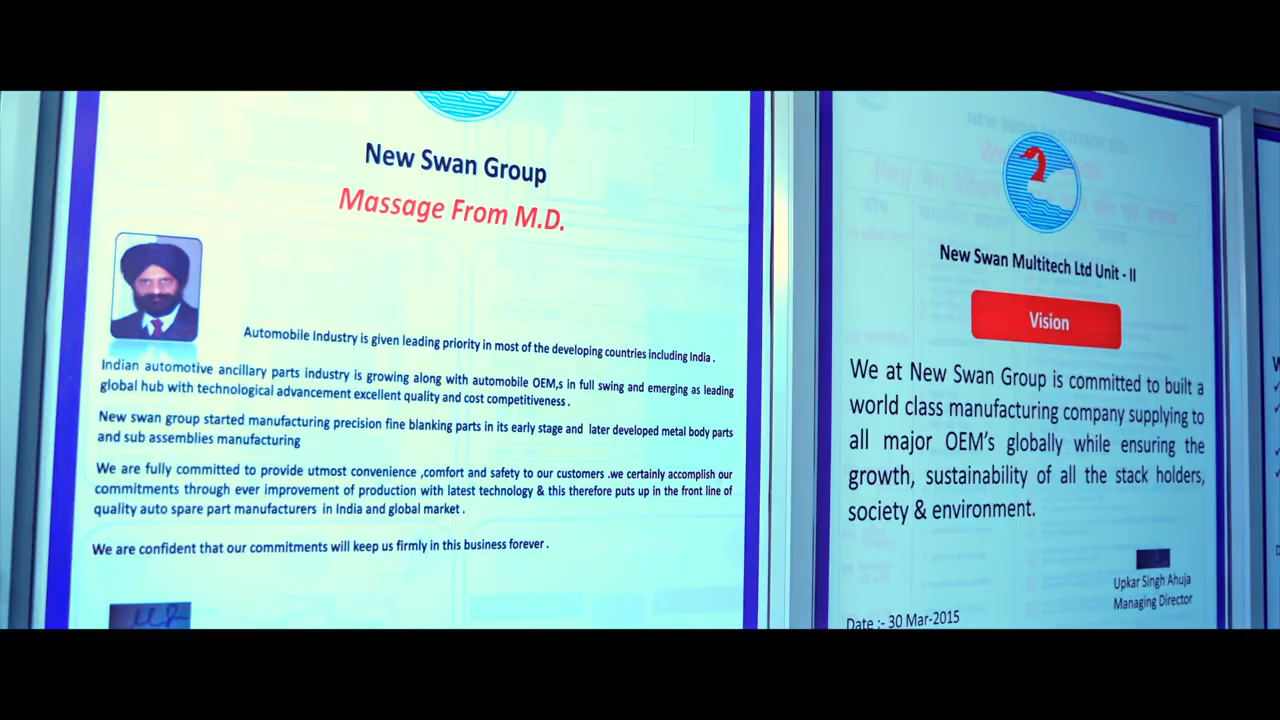 New Swan Group
Massage From M.D.
Automobile Industry is given leading priority in most of the developing countries including India .
Indian automotive ancillary parts industry is growing along with automobile OEM,s in full swing and emerging as leading
global hub with technological advancement excellent quality and cost competitiveness .
New swan group started manufacturing precision fine blanking parts in its early stage and later developed metal body parts
and sub assemblies manufacturing
We are fully committed to provide utmost convenience ,comfort and safety to our customers .we certainly accomplish our
commitments through ever improvement of production with latest technology & this therefore puts up in the front line of
quality auto spare part manufacturers in India and global market .
We are confident that our commitments will keep us firmly in this business forever .
New Swan Multitech Ltd Unit - II
Vision
We at New Swan Group is committed to built a
world class manufacturing company supplying to
all major OEM's globally while ensuring the
growth, sustainability of all the stack holders,
society & environment.
Upkar Singh Ahuja
Managing Director
Date :- 30 Mar-2015